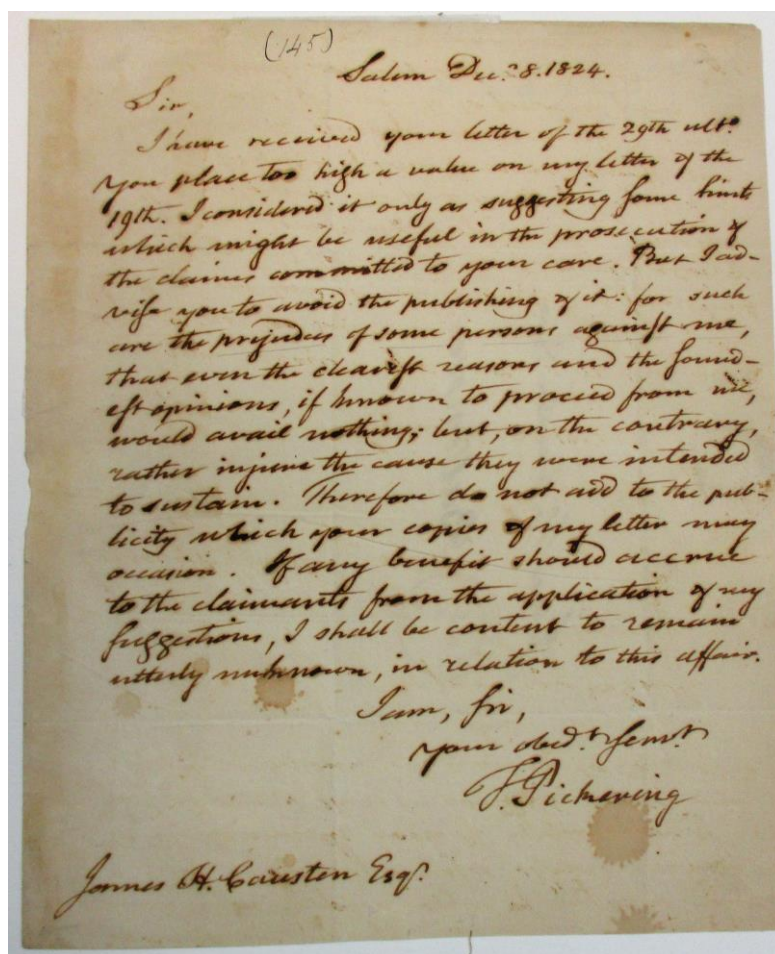 (145)
Salem Decr. 8. 1824.
Sir,
I have received your letter of the 29th ulto.
You place too high a value on my letter of the
19th. I considered it only as suggesting some hints
which might be useful in the prosecution of
the claims committed to your care. But I ad-
vise you to avoid the publishing of it: for such
are the prejudices of some persons against me,
that even the clearest reasons and the sound-
est opinions, if known to proceed from me,
would avail nothing; but, on the contrary,
rather injure the cause they were intended
to sustain. Therefore do not add to the pub-
licity which your copies of my letter may
occasion. If any benefit should accrue
to the claimants from the application of my
suggestions, I shall be content to remain
utterly unknown, in relation to this affair.
I am, sir,
your obedt. servt.
T. Pickering
James H. Causten Esqr.